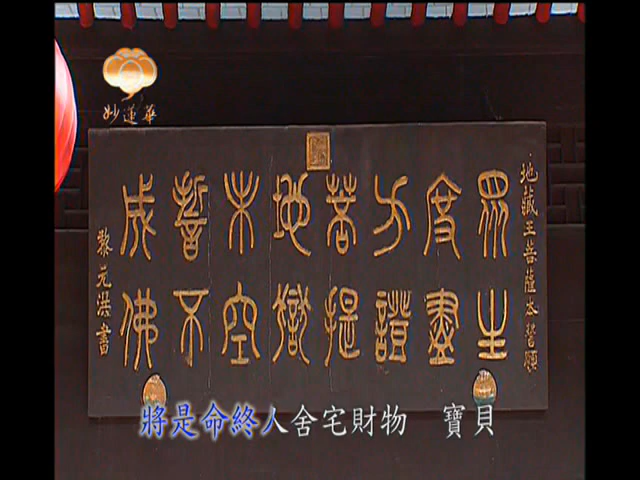 妙蓮華
地藏王菩薩本誓願
眾生
度盡
方證
菩提
地獄
未空
誓不
成佛
黎元洪書
將是命終人舍宅財物　寶貝